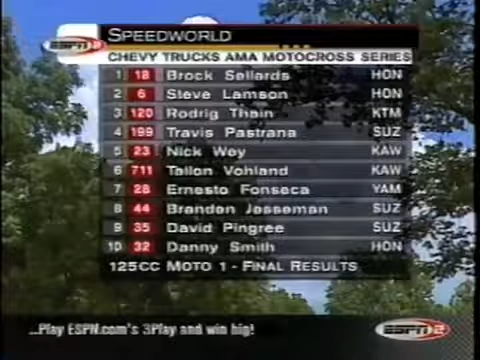 ESPN2 SPEEDWORLD
CHEVY TRUCKS AMA MOTOCROSS SERIES
1 18 BROCK SELLARDS HON
2 6 STEVE LAMSON HON
3 120 RODRIG THAIN KTM
4 199 TRAVIS PASTRANA SUZ
5 23 NICK WEY KAW
6 711 TALLON VOHLAND KAW
7 28 ERNESTO FONSECA YAM
8 44 BRANDEN JESSEMAN SUZ
9 35 DAVID PINGREE SUZ
10 32 DANNY SMITH HON
125CC MOTO 1 - FINAL RESULTS
...Play ESPN.com's 3Play and win big! ESPN2